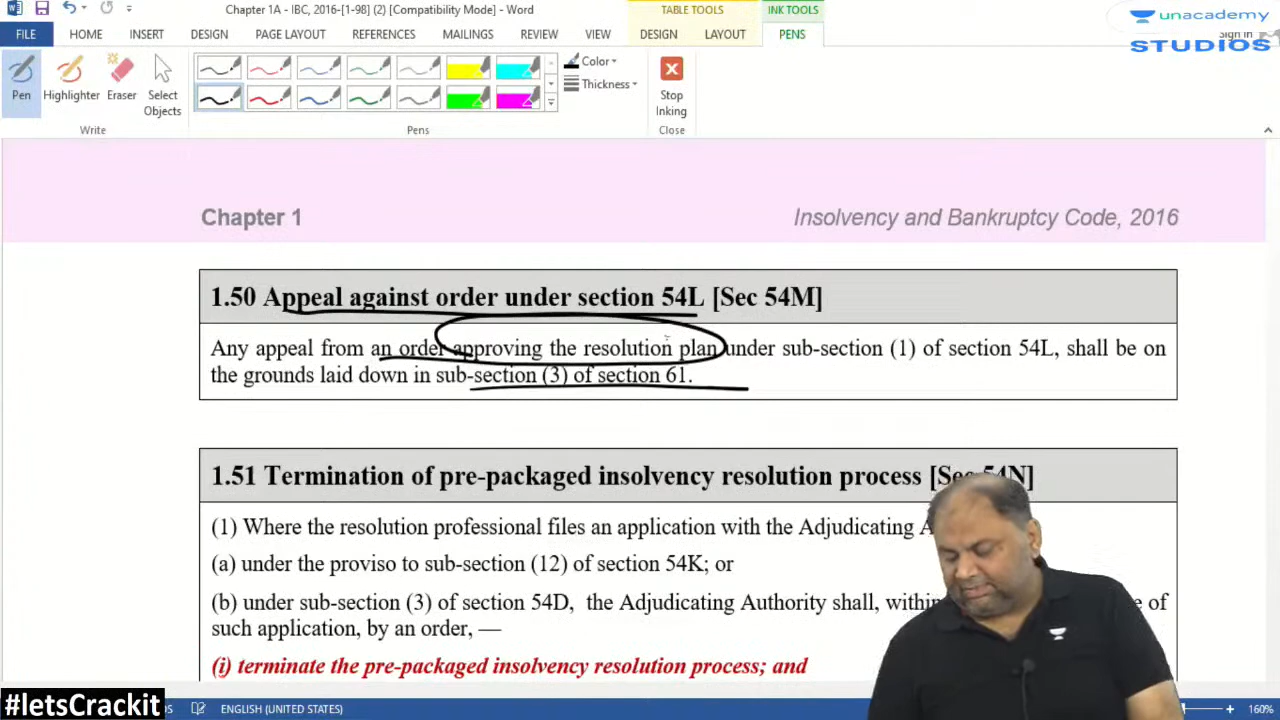 Chapter 1A - IBC, 2016-[1-98] (2) [Compatibility Mode] - Word
TABLE TOOLS
INK TOOLS
unacademy
STUDIOS
Sign in
FILE
HOME
INSERT
DESIGN
PAGE LAYOUT
REFERENCES
MAILINGS
REVIEW
VIEW
DESIGN
LAYOUT
PENS
Pen
Highlighter
Eraser
Select
Objects
Color
Thickness
Stop
Inking
Write
Pens
Close
Chapter 1
Insolvency and Bankruptcy Code, 2016
1.50 Appeal against order under section 54L [Sec 54M]
Any appeal from an order approving the resolution plan under sub-section (1) of section 54L, shall be on
the grounds laid down in sub-section (3) of section 61.
1.51 Termination of pre-packaged insolvency resolution process [Sec 54N]
(1) Where the resolution professional files an application with the Adjudicating
(a) under the proviso to sub-section (12) of section 54K; or
(b) under sub-section (3) of section 54D, the Adjudicating Authority shall, within
of
such application, by an order, —
(i) terminate the pre-packaged insolvency resolution process; and
#letsCrackit
ENGLISH (UNITED STATES)
160%